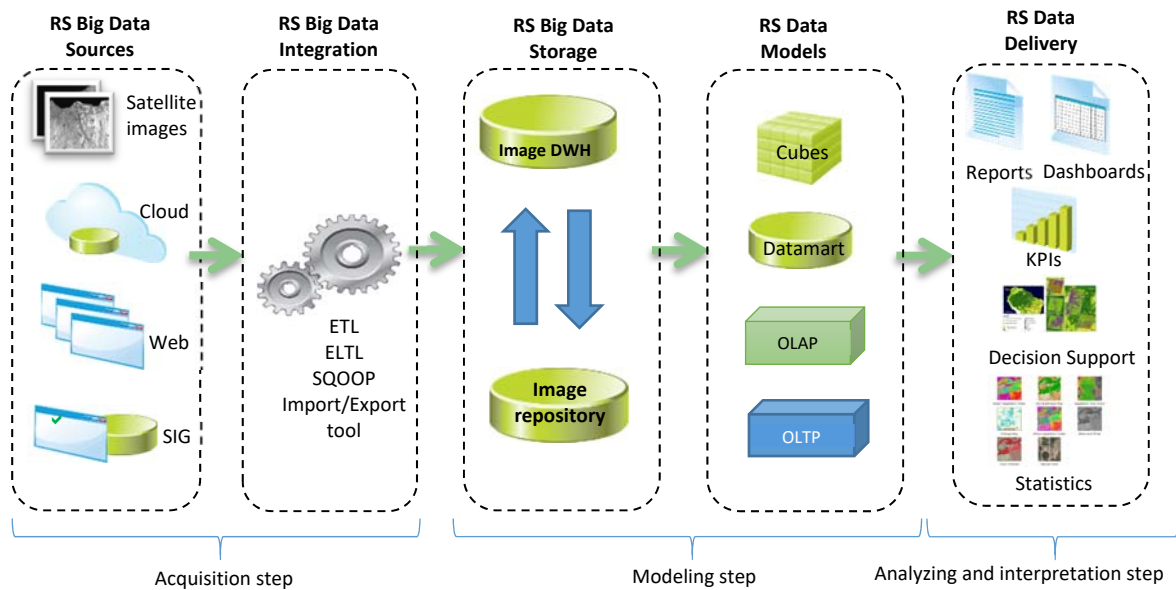 RS Big Data
Sources
RS Big Data
Integration
RS Big Data
Storage
RS Data
Models
RS Data
Delivery
Satellite
images
Cloud
Web
SIG
ETL
ELTL
SQOOP
Import/Export
tool
Image DWH
Image
repository
Cubes
Datamart
OLAP
OLTP
Reports
Dashboards
KPIs
Decision Support
Statistics
Acquisition step
Modeling step
Analyzing and interpretation step